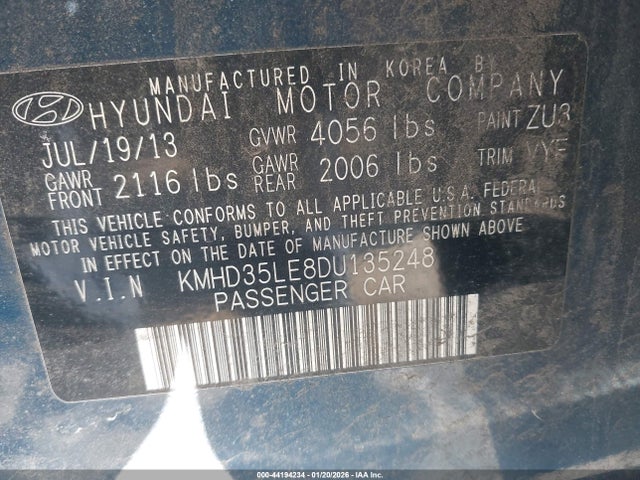 MANUFACTURED IN KOREA BY
HYUNDAI MOTOR COMPANY
JUL/19/13 GVWR 4056 lbs PAINT ZU3
GAWR FRONT 2116 lbs GAWR REAR 2006 lbs TRIM
THIS VEHICLE CONFORMS TO ALL APPLICABLE U.S.A. FEDERAL
MOTOR VEHICLE SAFETY, BUMPER, AND THEFT PREVENTION STANDARDS
IN EFFECT ON THE DATE OF MANUFACTURE SHOWN ABOVE
V.I.N KMHD35LE8DU135248
PASSENGER CAR
000-44194234 | 01/20/2026 - IAA Inc.